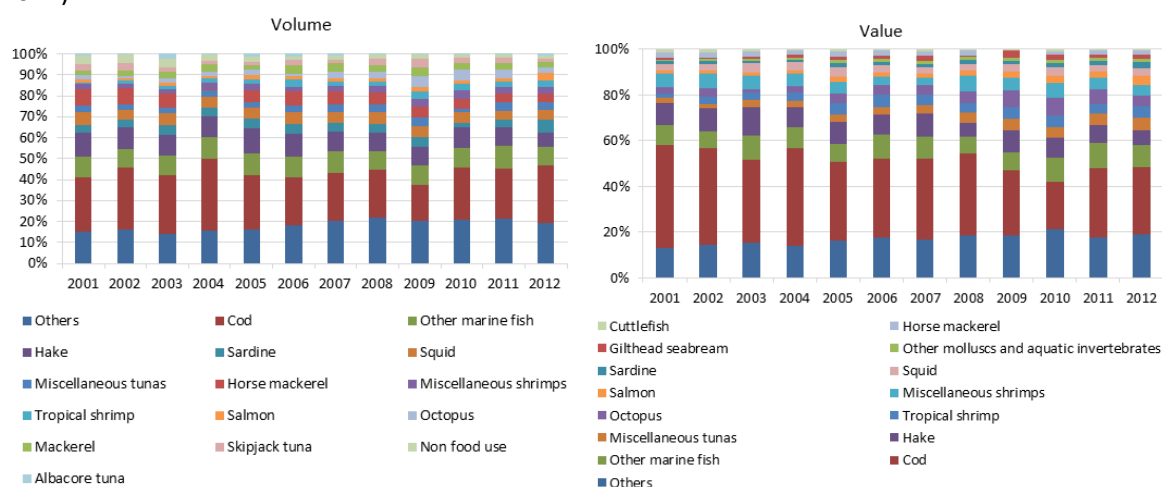 Volume
100%
90%
80%
70%
60%
50%
40%
30%
20%
10%
0%
2001 2002 2003 2004 2005 2006 2007 2008 2009 2010 2011 2012
Others Cod Other marine fish
Hake Sardine Squid
Miscellaneous tunas Horse mackerel Miscellaneous shrimps
Tropical shrimp Salmon Octopus
Mackerel Skipjack tuna Non food use
Albacore tuna
Value
100%
80%
60%
40%
20%
0%
2001 2002 2003 2004 2005 2006 2007 2008 2009 2010 2011 2012
Cuttlefish Horse mackerel
Gilthead seabream Other molluscs and aquatic invertebrates
Sardine Squid
Salmon Miscellaneous shrimps
Octopus Tropical shrimp
Miscellaneous tunas Hake
Other marine fish Cod
Others